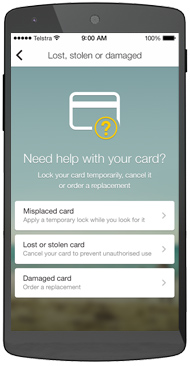 Telstra 9:00 AM 100%
Lost, stolen or damaged
?
Need help with your card?
Lock your card temporarily, cancel it
or order a replacement
Misplaced card
Apply a temporary lock while you look for it
Lost or stolen card
Cancel your card to prevent unauthorised use
Damaged card
Order a replacement